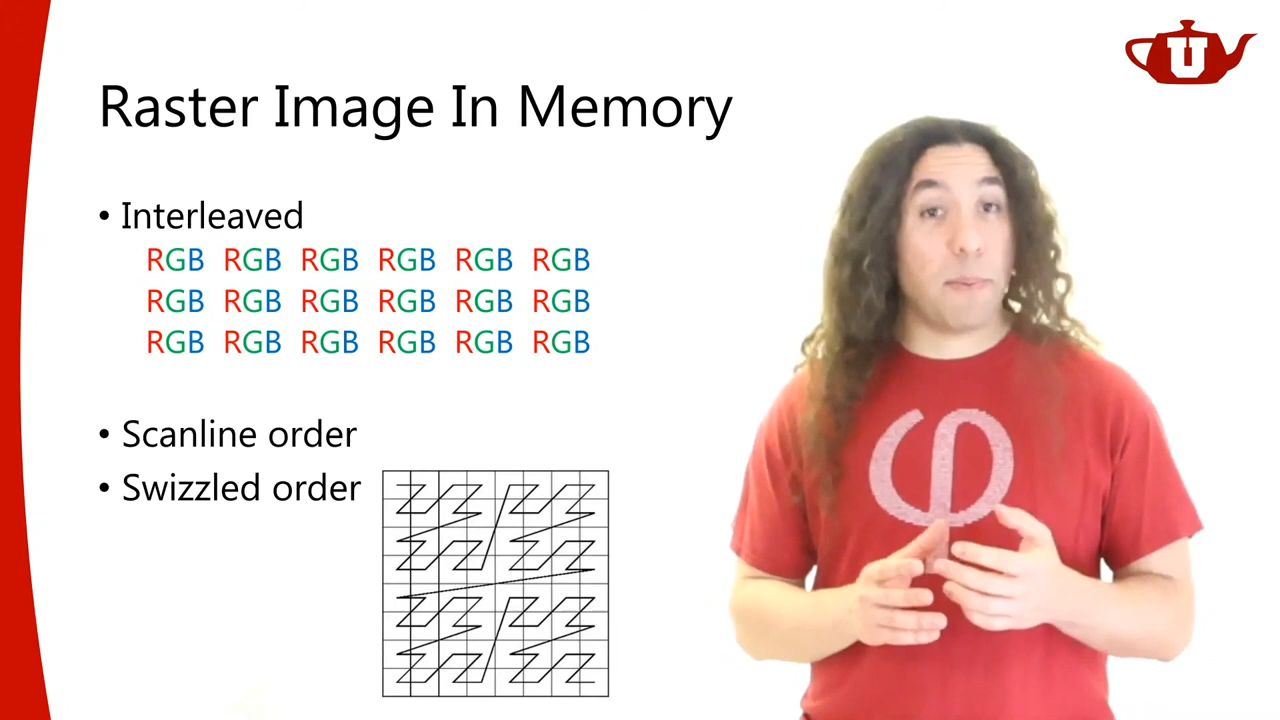 U
Raster Image In Memory
• Interleaved
RGB RGB RGB RGB RGB RGB
RGB RGB RGB RGB RGB RGB
RGB RGB RGB RGB RGB RGB
• Scanline order
• Swizzled order
φ